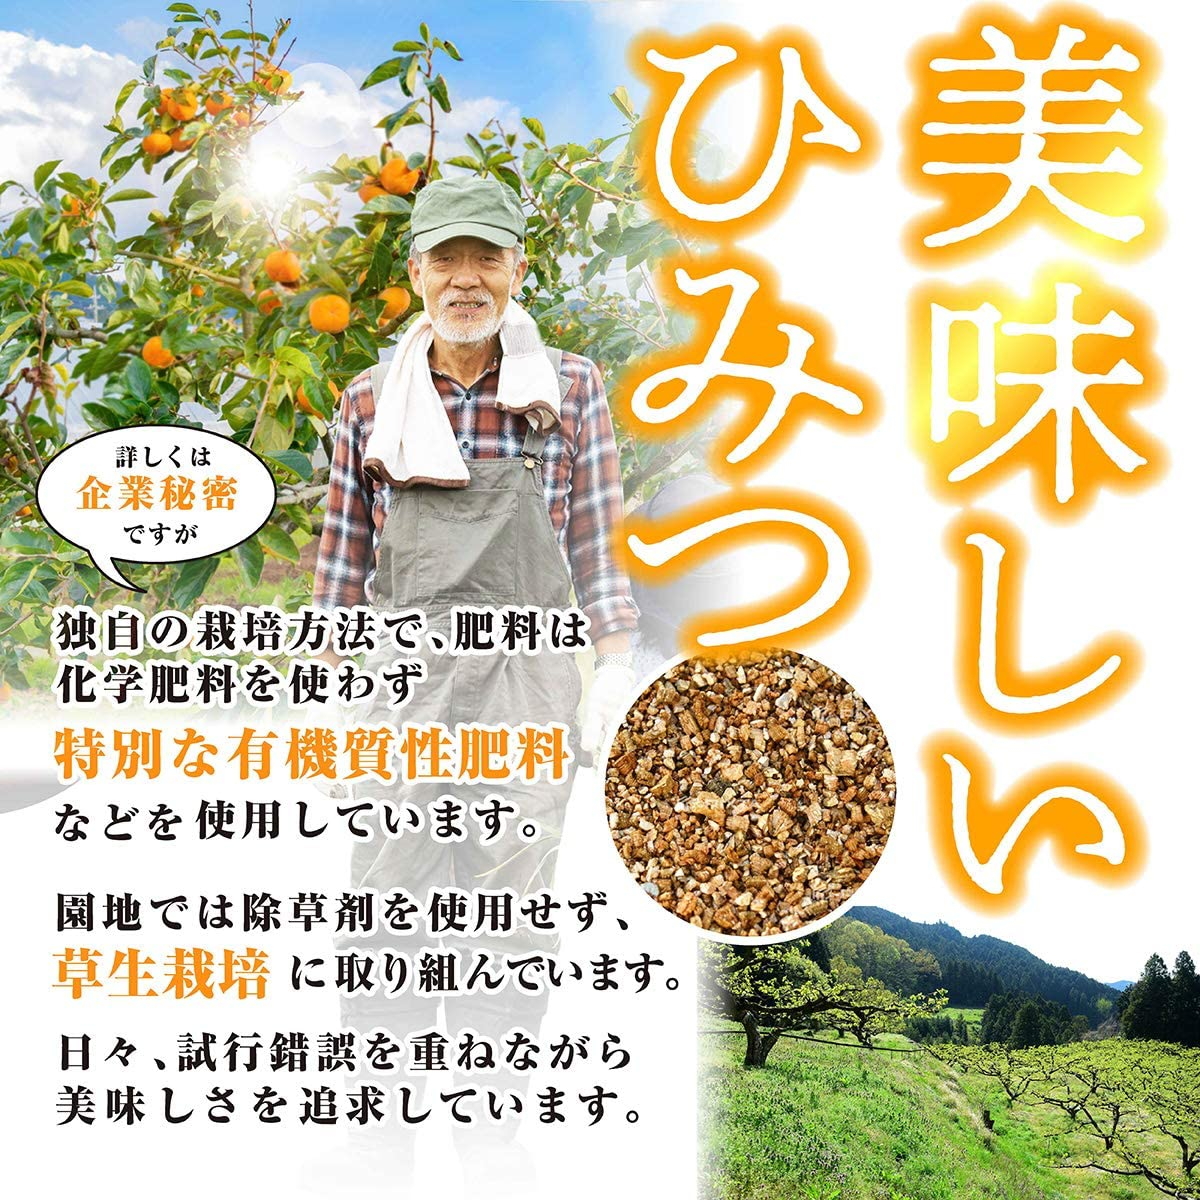 美味しい
ひみつ
詳しくは
企業秘密
ですが
独自の栽培方法で、肥料は
化学肥料を使わず
特別な有機質性肥料
などを使用しています。
園地では除草剤を使用せず、
草生栽培に取り組んでいます。
日々、試行錯誤を重ねながら
美味しさを追求しています。